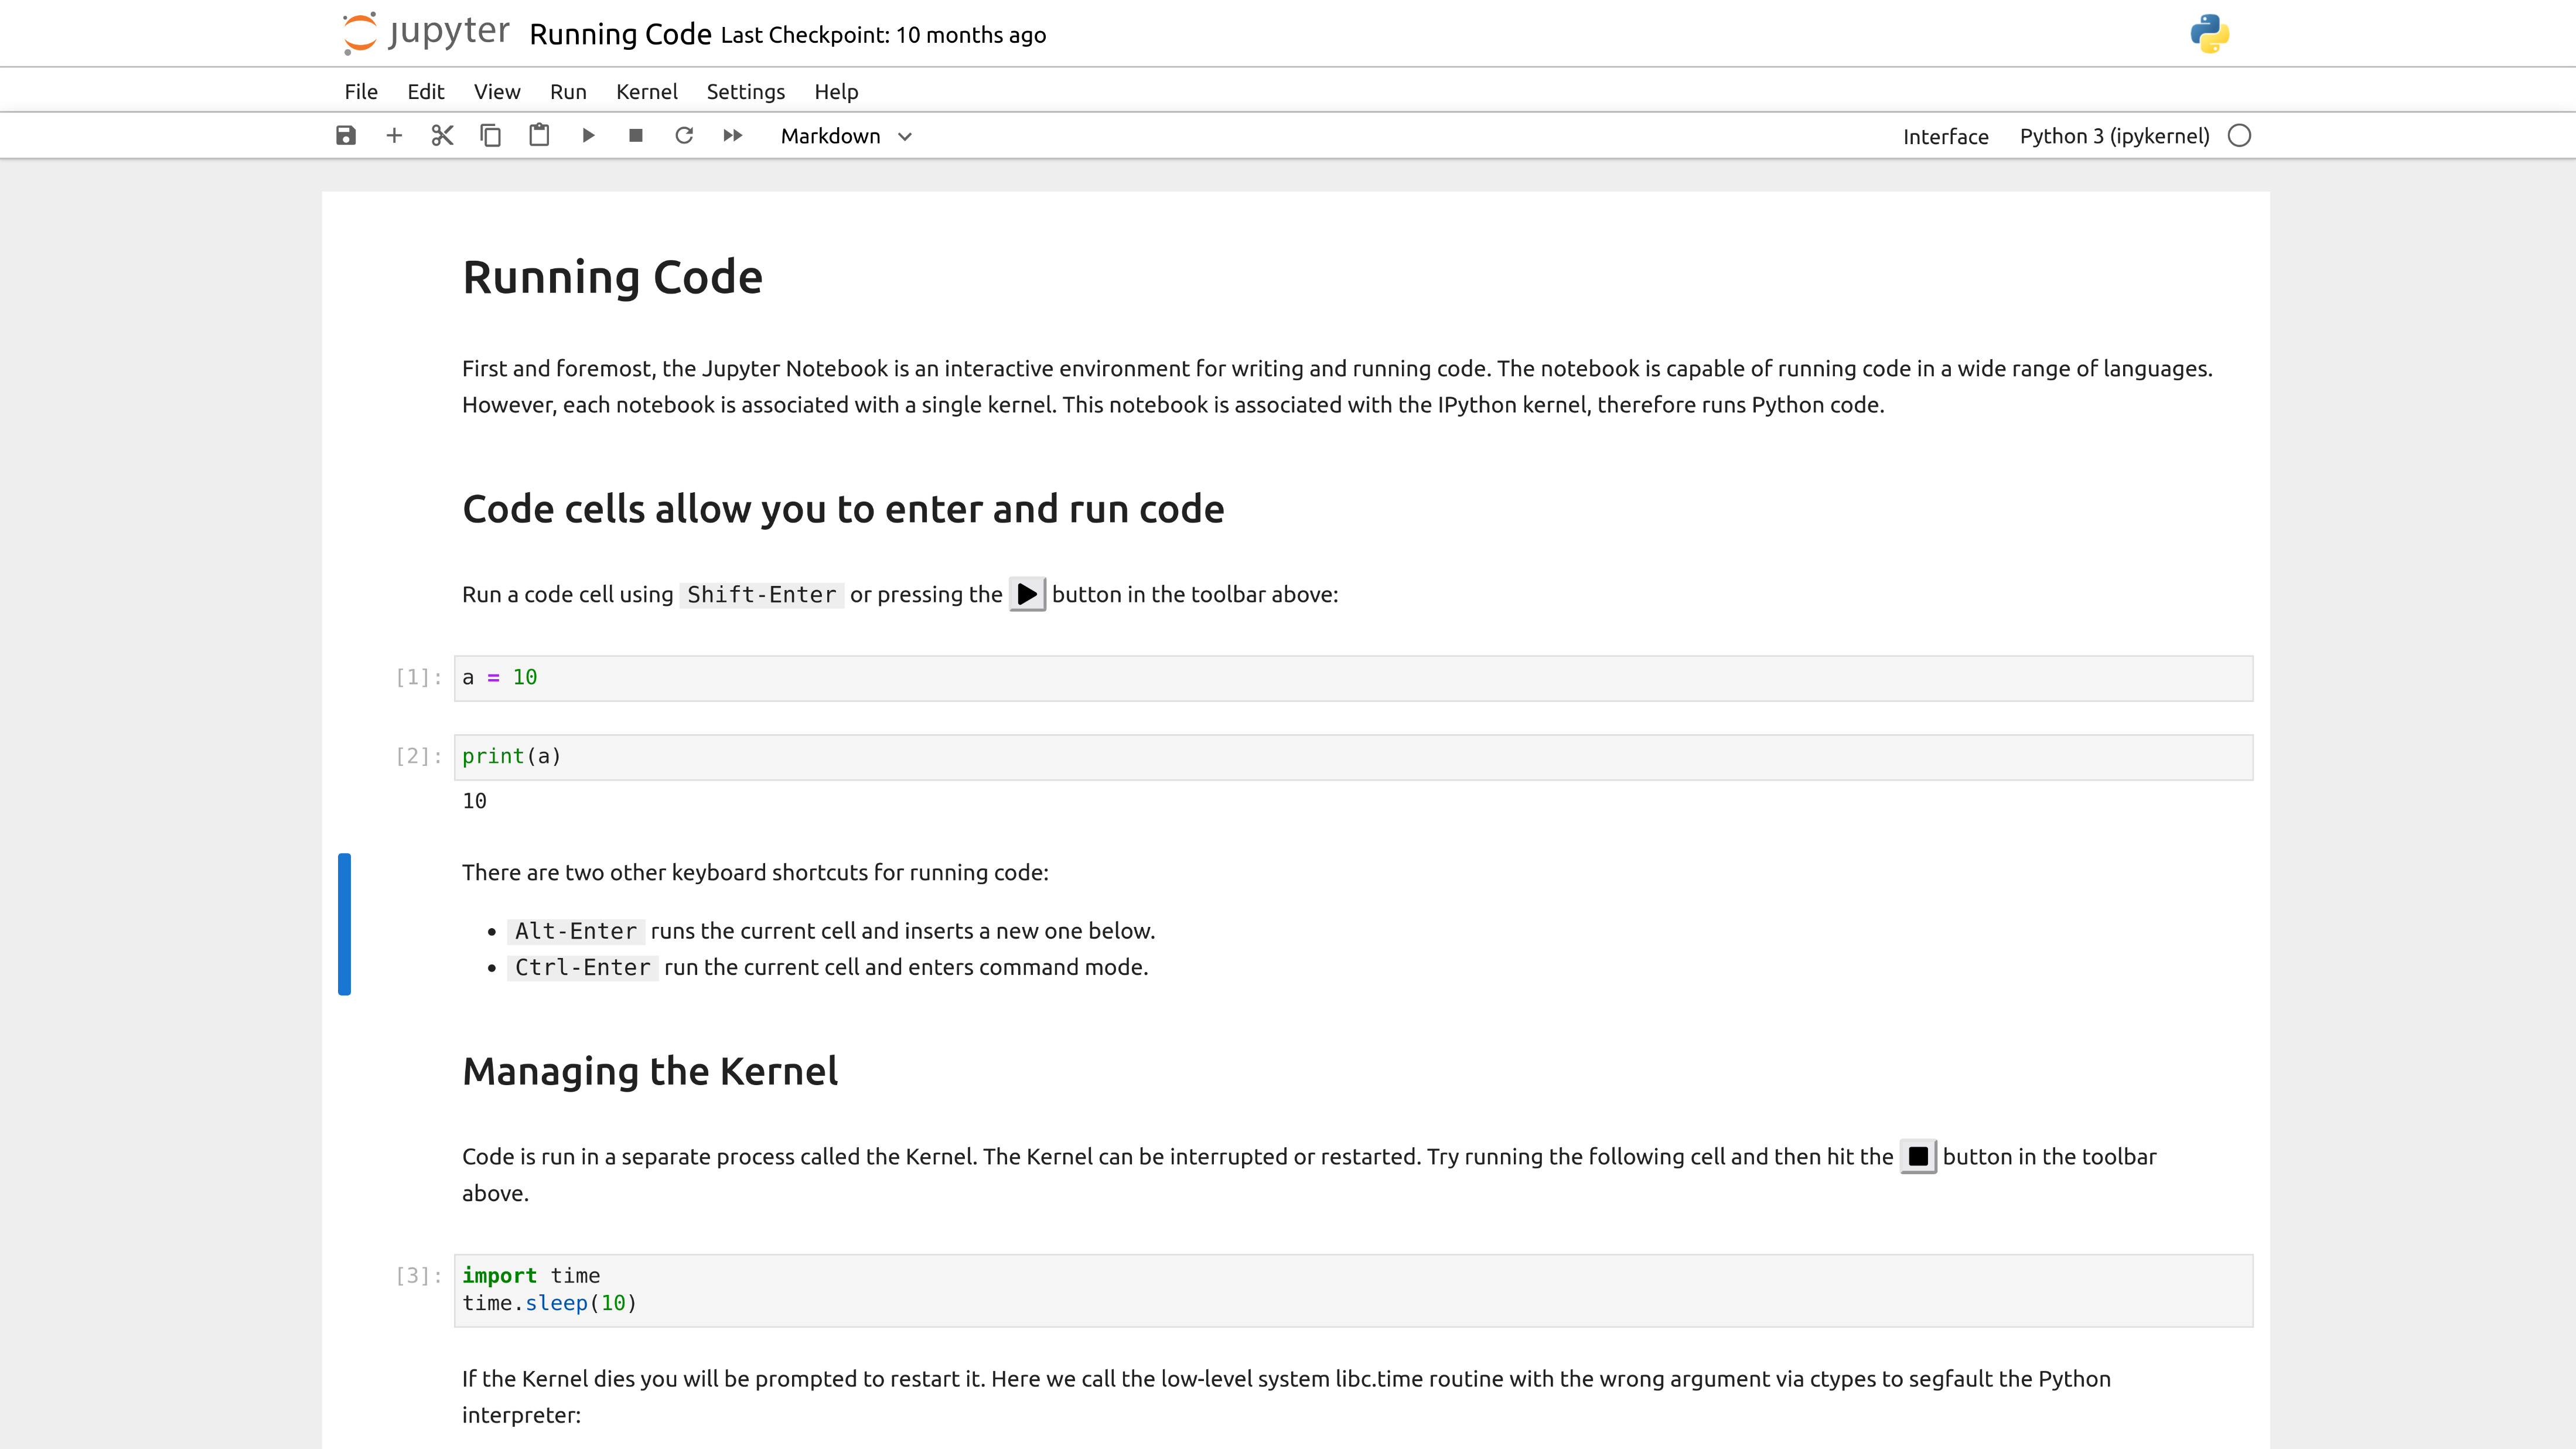 jupyter Running Code Last Checkpoint: 10 months ago
File Edit View Run Kernel Settings Help
Markdown Interface Python 3 (ipykernel)
Running Code
First and foremost, the Jupyter Notebook is an interactive environment for writing and running code. The notebook is capable of running code in a wide range of languages.
However, each notebook is associated with a single kernel. This notebook is associated with the IPython kernel, therefore runs Python code.
Code cells allow you to enter and run code
Run a code cell using Shift-Enter or pressing the button in the toolbar above:
[1]: a = 10
[2]: print(a)
10
There are two other keyboard shortcuts for running code:
• Alt-Enter runs the current cell and inserts a new one below.
• Ctrl-Enter run the current cell and enters command mode.
Managing the Kernel
Code is run in a separate process called the Kernel. The Kernel can be interrupted or restarted. Try running the following cell and then hit the button in the toolbar
above.
[3]: import time
time.sleep(10)
If the Kernel dies you will be prompted to restart it. Here we call the low-level system libc.time routine with the wrong argument via ctypes to segfault the Python
interpreter: